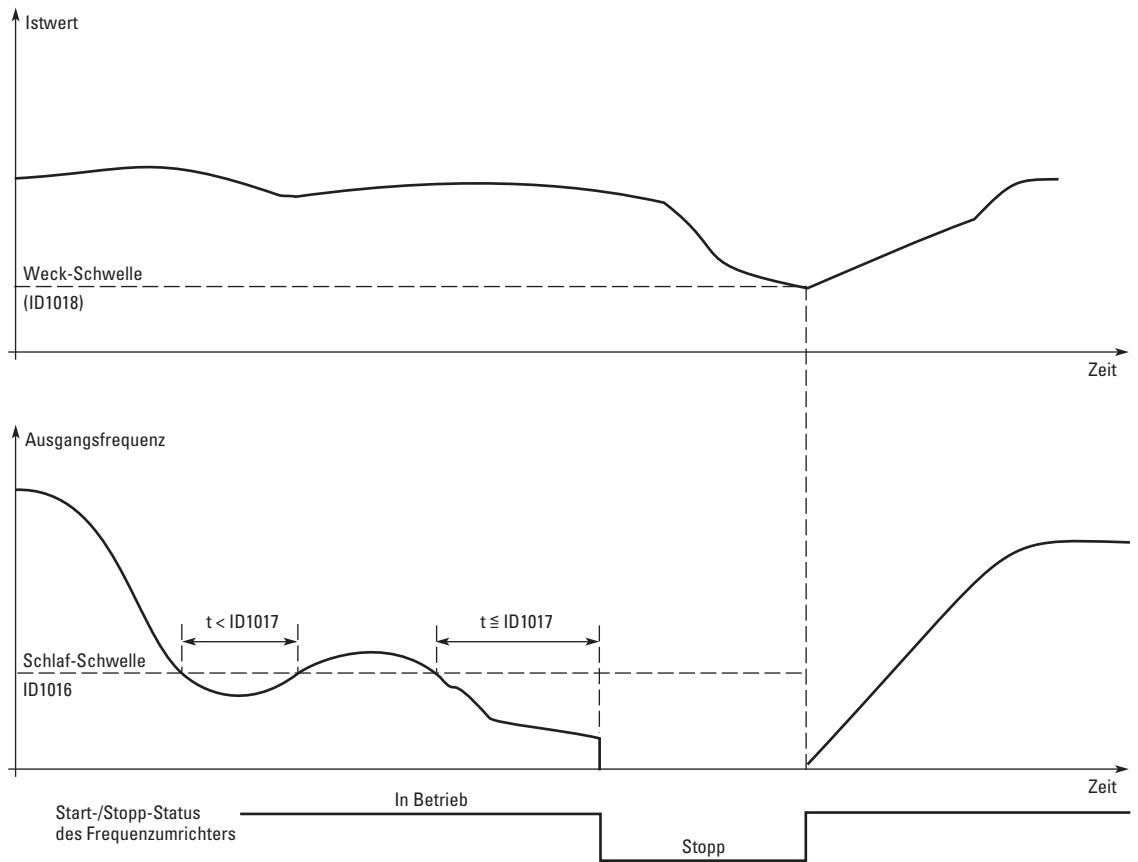 Istwert
Weck-Schwelle
(ID1018)
Zeit
Ausgangsfrequenz
t < ID1017
t ≦ ID1017
Schlaf-Schwelle
ID1016
Zeit
Start-/Stopp-Status
des Frequenzumrichters
In Betrieb
Stopp